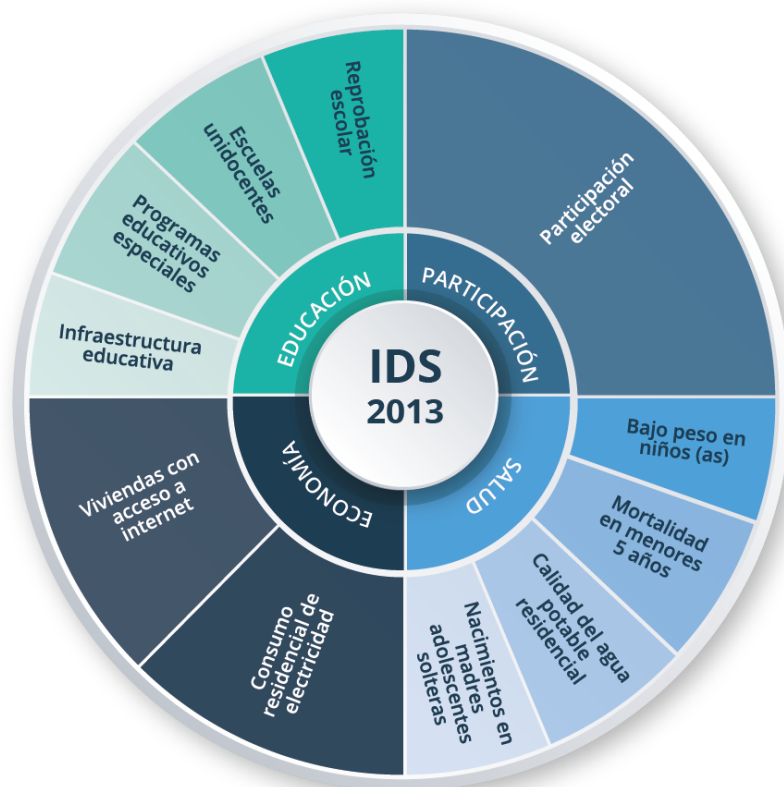 IDS
2013
EDUCACIÓN
Reprobación
escolar
Escuelas
unidocentes
Programas
educativos
especiales
Infraestructura
educativa
PARTICIPACIÓN
Participación
electoral
SALUD
Bajo peso en
niños (as)
Mortalidad
en menores
5 años
Calidad del agua
potable
residencial
Nacimientos en
madres
adolescentes
solteras
ECONOMÍA
Consumo
residencial de
electricidad
Viviendas con
acceso a
internet